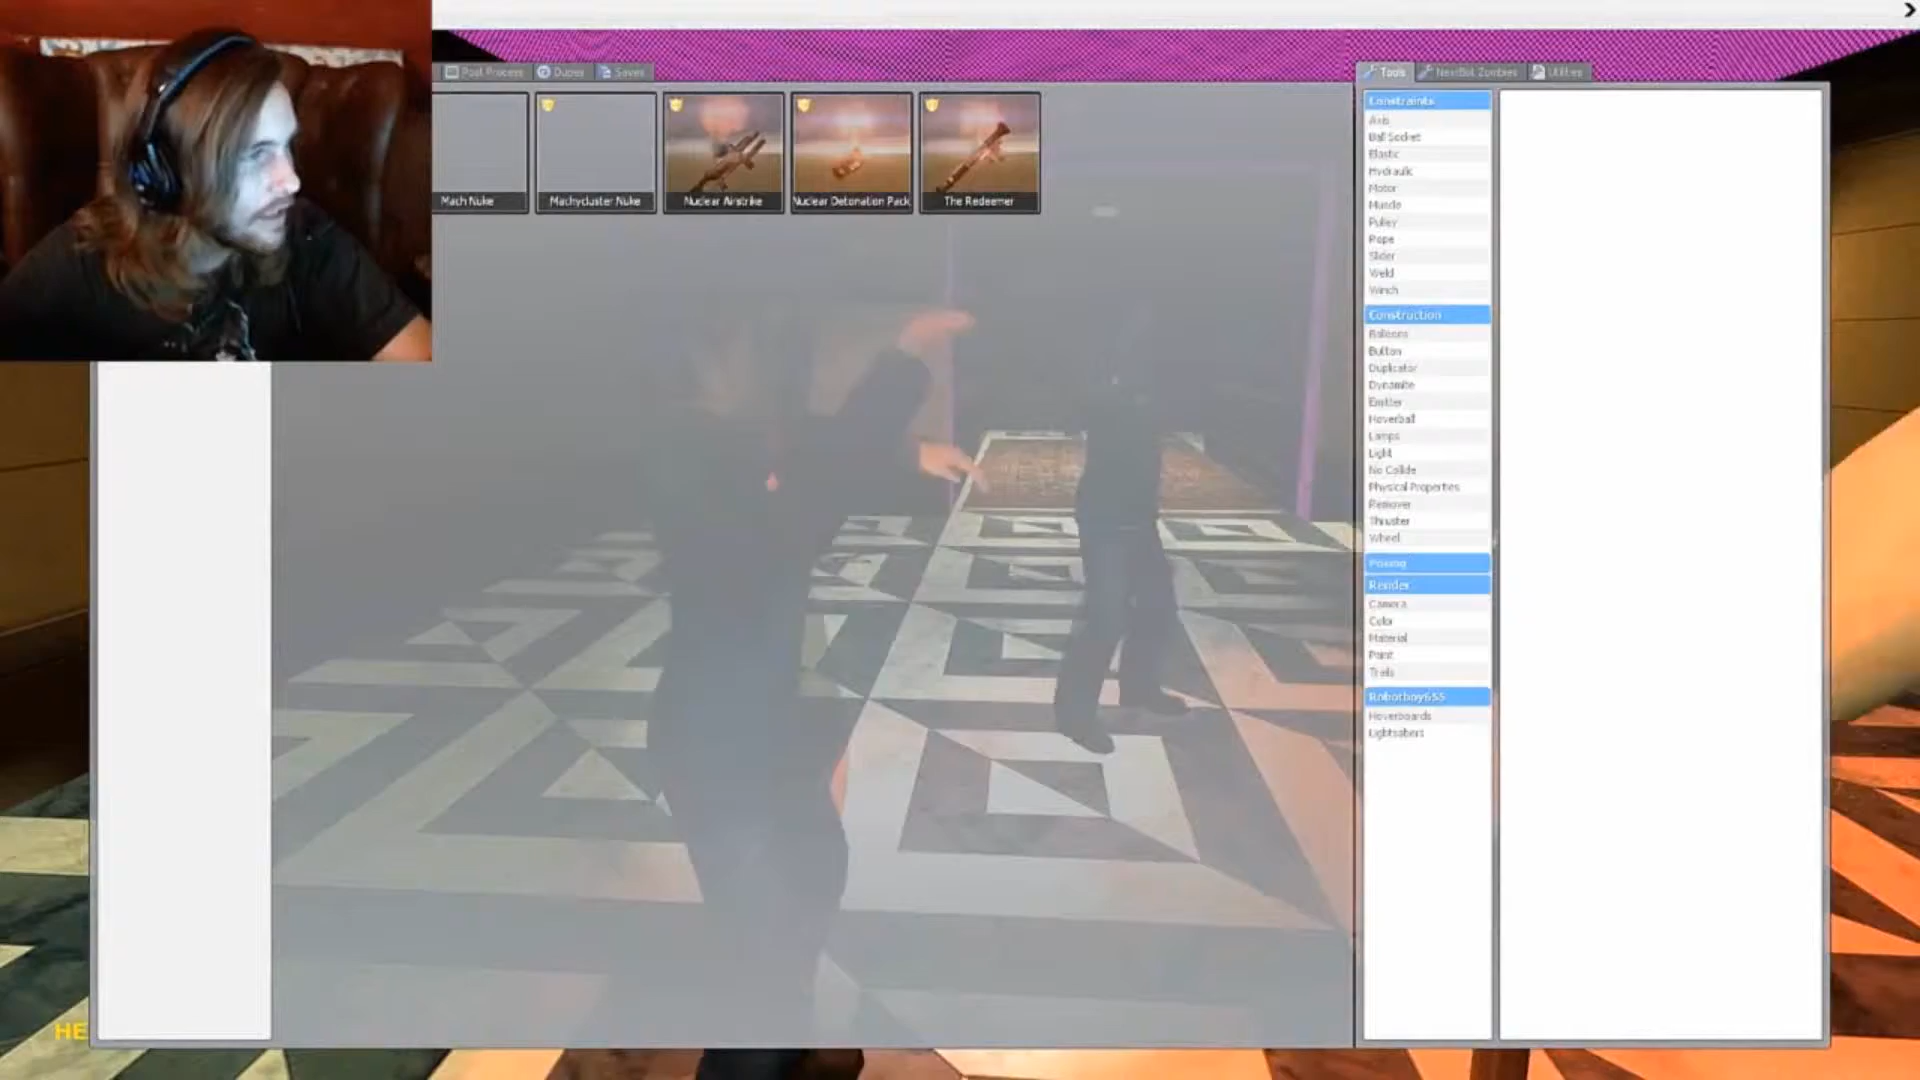 Post Process
Dupes
Saves
Tools
NextBot Zombies
Utilities
Mach Nuke
Machycluster Nuke
Nuclear Airstrike
Nuclear Detonation Pack
The Redeemer
Constraints
Axis
Ball Socket
Elastic
Hydraulic
Motor
Muscle
Pulley
Rope
Slider
Weld
Winch
Construction
Balloons
Button
Duplicator
Dynamite
Emitter
Hoverball
Lamps
Light
No Collide
Physical Properties
Remover
Thruster
Wheel
Posing
Render
Camera
Color
Material
Paint
Trails
Robotboy655
Hoverboards
Lightsabers
HE